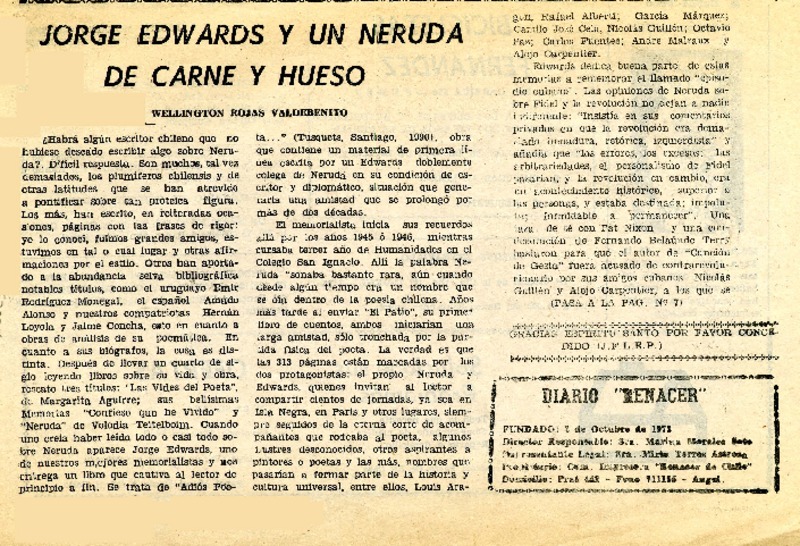 JORGE EDWARDS Y UN NERUDA
DE CARNE Y HUESO
WELLINGTON ROJAS VALDEBENITO
¿Habrá algún escritor chileno que no
hubiese deseado escribir algo sobre Neru-
da?. Difícil respuesta. Son muchos, tal vez
demasiados, los plumíferos chilensis y de
otras latitudes que se han atrevido
a pontificar sobre tan proteica figura.
Los más, han escrito, en reiteradas oca-
siones, páginas con las frases de rigor:
yo lo conocí, fuimos grandes amigos, es-
tuvimos en tal o cual lugar y otras afir-
maciones por el estilo. Otros han aporta-
do a la abundancia selva bibliográfica
notables títulos, como el uruguayo Emir
Rodríguez Monegal, el español Amado
Alonso y nuestros compatriotas Hernán
Loyola y Jaime Concha, esto en cuanto a
obras de análisis de su poemática. En
cuanto a sus biógrafos, la cosa es dis-
tinta. Después de llevar un cuarto de si-
glo leyendo libros sobre su vida y obra,
rescato tres títulos: "Las Vidas del Poeta",
de Margarita Aguirre; sus bellísimas
Memorias "Confieso que he Vivido" y
"Neruda" de Volodia Teitelboim. Cuando
uno creía haber leído todo o casi todo so-
bre Neruda aparece Jorge Edwards, uno
de nuestros mejores memorialistas y nos
entrega un libro que cautiva al lector de
principio a fin. Se trata de "Adiós Poe-
ta..." (Tusquets, Santiago, 1990), obra
que contiene un material de primera lí-
nea escrita por un Edwards doblemente
colega de Neruda en su condición de es-
critor y diplomático, situación que gene-
raría una amistad que se prolongó por
más de dos décadas.
El memorialista inicia sus recuerdos
allá por los años 1945 ó 1946, mientras
cursaba tercer año de Humanidades en el
Colegio San Ignacio. Allí la palabra Ne-
ruda "sonaba bastante rara, aún cuando
desde algún tiempo era un nombre que
se oía dentro de la poesía chilena. Años
más tarde al enviar "El Patio", su primer
libro de cuentos, ambos iniciarían una
larga amistad, sólo tronchada por la par-
tida física del poeta. La verdad es que
las 313 páginas están marcadas por los
dos protagonistas: el propio Neruda y
Edwards, quienes invitan al lector a
compartir cientos de jornadas, ya sea en
Isla Negra, en París y otros lugares, siem-
pre seguidos de la eterna corte de acom-
pañantes que rodeaba al poeta, algunos
ilustres desconocidos, otros aspirantes a
pintores o poetas y las más, nombres que
pasarían a formar parte de la historia y
cultura universal, entre ellos, Louis Ara-
gon, Rafael Alberti; García Márquez;
Camilo José Cela, Nicolás Guillén; Octavio
Paz; Carlos Fuentes; Andre Malraux y
Alejo Carpentier.
Edwards dedica buena parte de estas
memorias a rememorar el llamado "episo-
dio cubano". Las opiniones de Neruda so-
bre Fidel y la revolución no dejan a nadie
"Insistía en sus comentarios
privados en que la revolución era dema-
siado inmadura, retórica, izquierdista" y
añadía que "los errores, los excesos; las
arbitrariedades, el personalismo de Fidel
pasarían, y la revolución en cambio, era
un acontecimiento histórico, superior a
las personas, y estaba destinada;
a permanecer". Una
taza de té con Pat Nixon y una con-
decoración de Fernando Belaúnde Terry
bastaron para que el autor de "Canción
de Gesta" fuera acusado de contrarrevolu-
cionario por sus amigos cubanos Nicolás
Guillén y Alejo Carpentier, a los que se
(PASA A LA PAG. Nº 7)
GRACIAS ESPIRITU SANTO POR FAVOR CONCE
DIDO
DIARIO "RENACER"
FUNDADO: 7 de Octubre de 1973
Director Responsable: Sra. Marina Morales
Representante Legal: Sra. Torres
Propietario: "Renacer de Chile"
Domicilio: Prat - Fono - Angol.